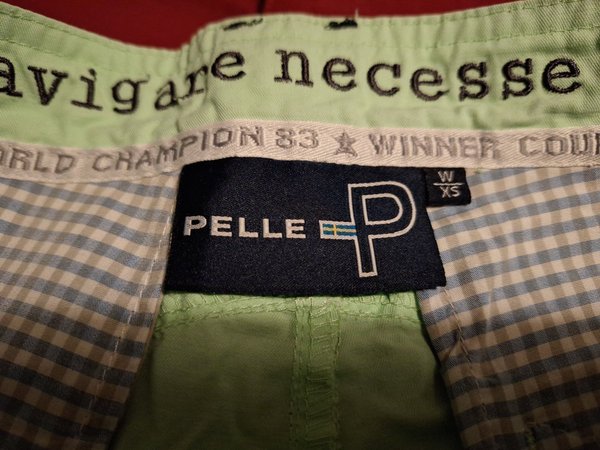 avigare necesse
ORLD CHAMPION 83 ★ WINNER COU
PELLE P
W
XS